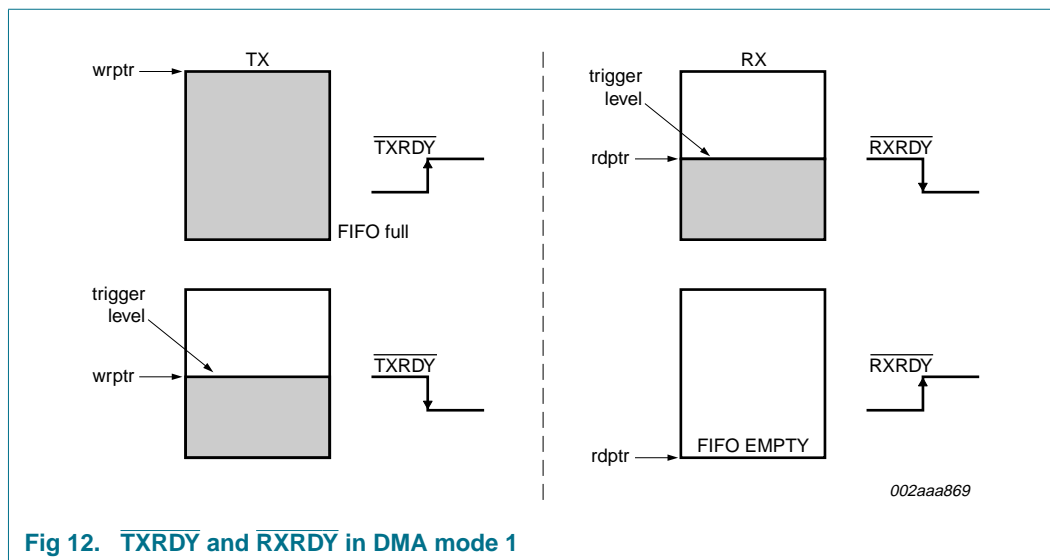 TX
wrptr
TXRDY
FIFO full
trigger
level
wrptr
TXRDY
RX
trigger
level
rdptr
RXRDY
RXRDY
FIFO EMPTY
rdptr
002aaa869
Fig 12. TXRDY and RXRDY in DMA mode 1